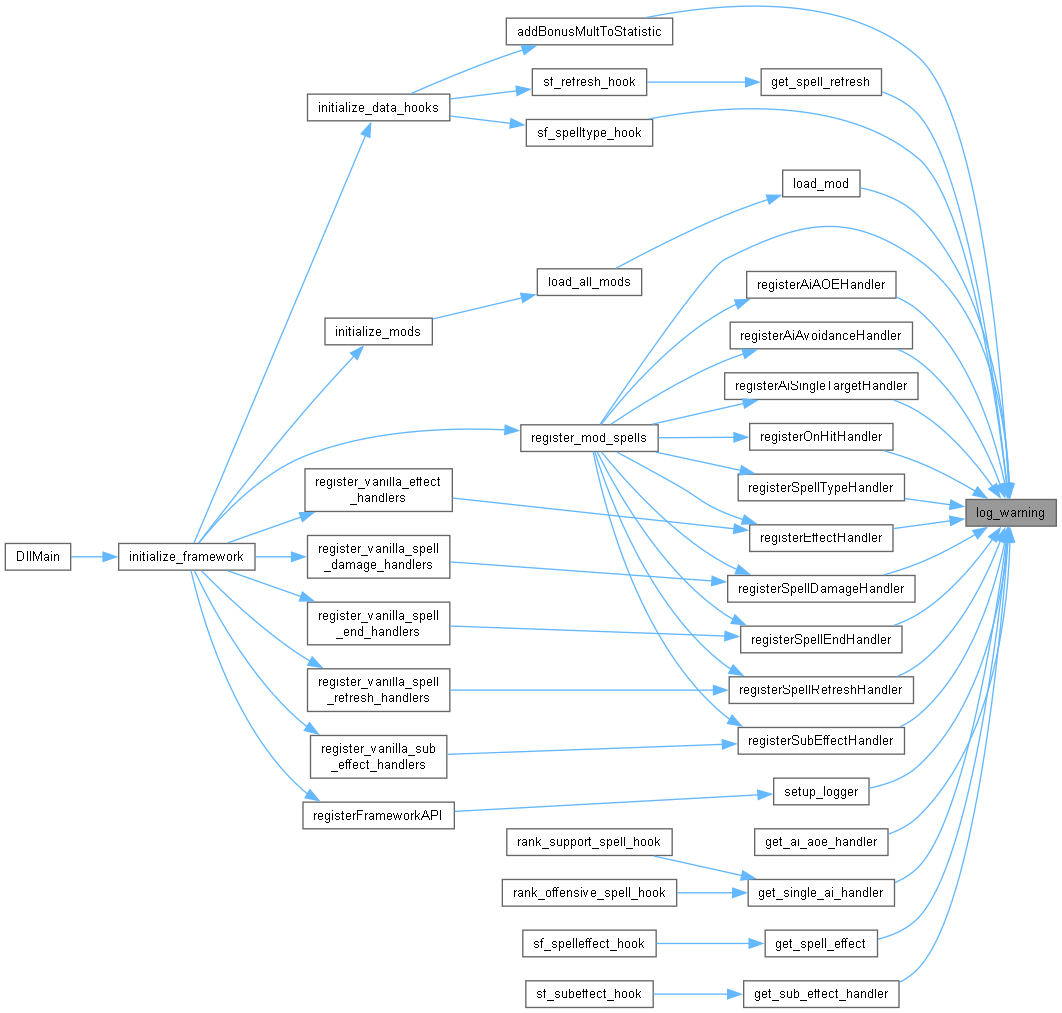 addBonusMultToStatistic
sf_refresh_hook
get_spell_refresh
initialize_data_hooks
sf_spelltype_hook
load_mod
load_all_mods
registerAiAOEHandler
initialize_mods
registerAiAvoidanceHandler
registerAiSingleTargetHandler
register_mod_spells
registerOnHitHandler
register_vanilla_effect
_handlers
registerSpellTypeHandler
log_warning
registerEffectHandler
DllMain
initialize_framework
register_vanilla_spell
_damage_handlers
registerSpellDamageHandler
register_vanilla_spell
_end_handlers
registerSpellEndHandler
register_vanilla_spell
_refresh_handlers
registerSpellRefreshHandler
register_vanilla_sub
_effect_handlers
registerSubEffectHandler
setup_logger
registerFrameworkAPI
rank_support_spell_hook
get_ai_aoe_handler
rank_offensive_spell_hook
get_single_ai_handler
sf_spelleffect_hook
get_spell_effect
sf_subeffect_hook
get_sub_effect_handler